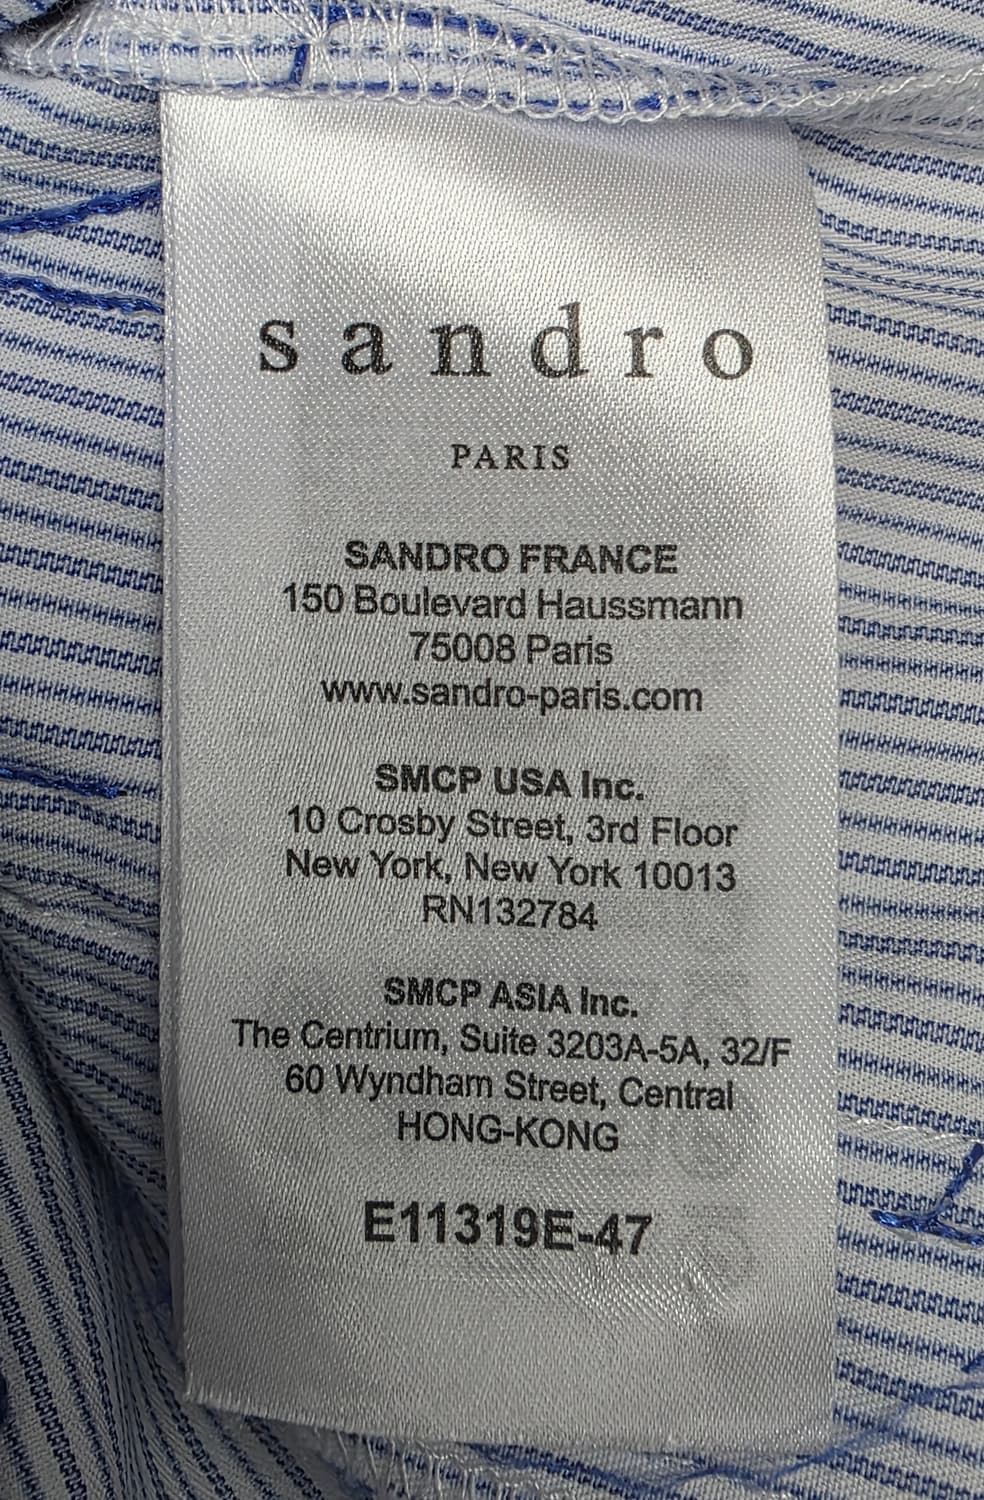 sandro
PARIS
SANDRO FRANCE
150 Boulevard Haussmann
75008 Paris
www.sandro-paris.com
SMCP USA Inc.
10 Crosby Street, 3rd Floor
New York, New York 10013
RN132784
SMCP ASIA Inc.
The Centrium, Suite 3203A-5A, 32/F
60 Wyndham Street, Central
HONG-KONG
E11319E-47